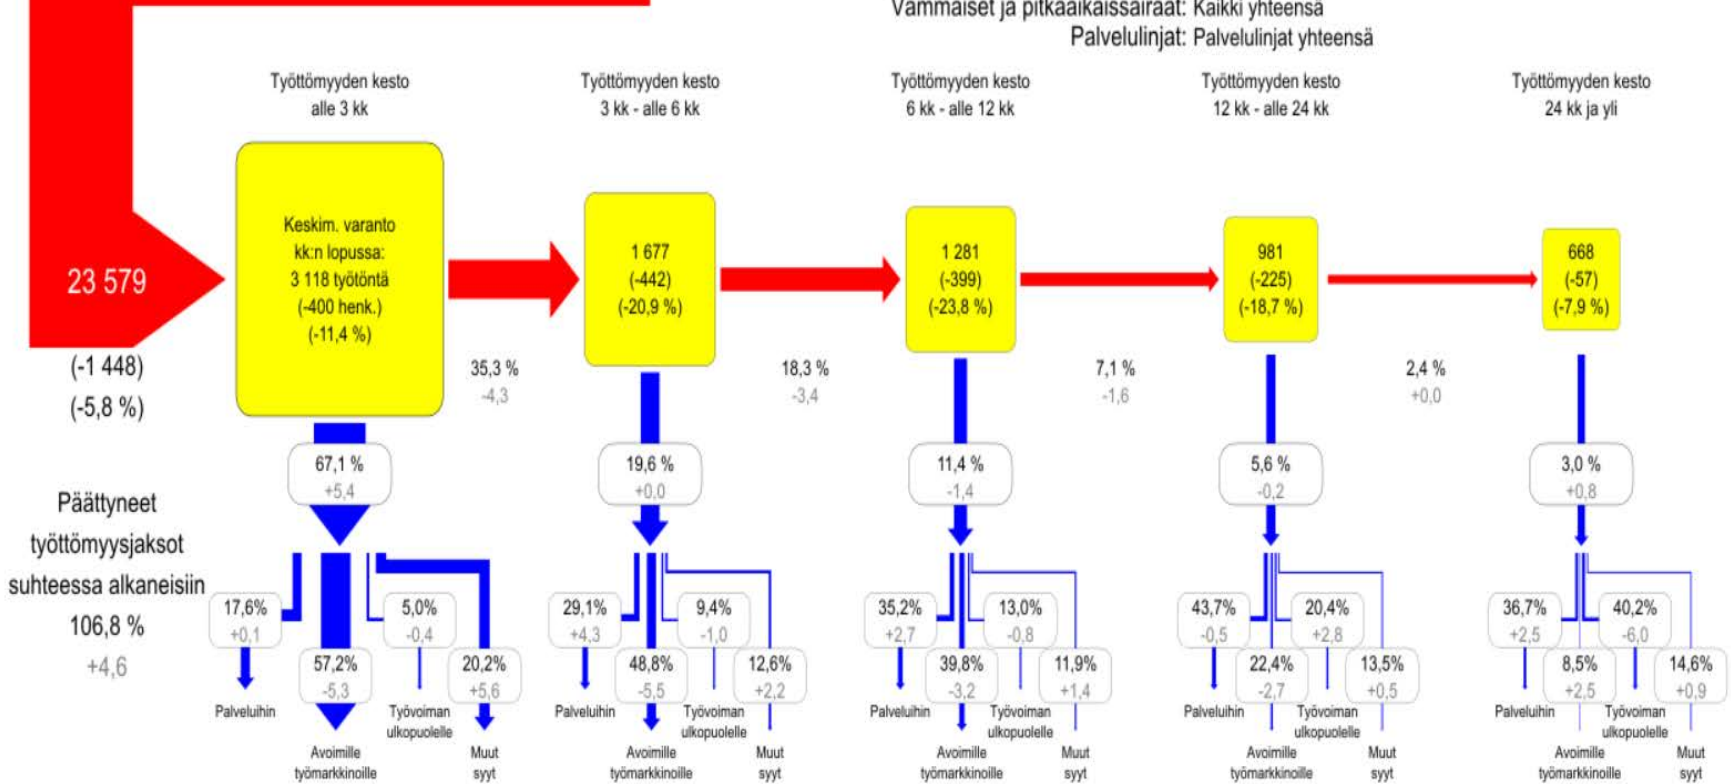 Vammaiset ja pitkäaikaissairaat: Kaikki yhteensä
Palvelulinjat: Palvelulinjat yhteensä
Työttömyyden kesto
alle 3 kk
Työttömyyden kesto
3 kk - alle 6 kk
Työttömyyden kesto
6 kk - alle 12 kk
Työttömyyden kesto
12 kk - alle 24 kk
Työttömyyden kesto
24 kk ja yli
23 579
(-1 448)
(-5,8 %)
Keskim. varanto
kk:n lopussa:
3 118 työtöntä
(-400 henk.)
(-11,4 %)
35,3 %
-4,3
1 677
(-442)
(-20,9 %)
18,3 %
-3,4
1 281
(-399)
(-23,8 %)
7,1 %
-1,6
981
(-225)
(-18,7 %)
2,4 %
+0,0
668
(-57)
(-7,9 %)
Päättyneet
työttömyysjaksot
suhteessa alkaneisiin
106,8 %
+4,6
67,1 %
+5,4
17,6%
+0,1
Palveluihin
57,2%
-5,3
Avoimille
työmarkkinoille
5,0%
-0,4
Työvoiman
ulkopuolelle
20,2%
+5,6
Muut
syyt
19,6 %
+0,0
29,1%
+4,3
Palveluihin
48,8%
-5,5
Avoimille
työmarkkinoille
9,4%
-1,0
Työvoiman
ulkopuolelle
12,6%
+2,2
Muut
syyt
11,4 %
-1,4
35,2%
+2,7
Palveluihin
39,8%
-3,2
Avoimille
työmarkkinoille
13,0%
-0,8
Työvoiman
ulkopuolelle
11,9%
+1,4
Muut
syyt
5,6 %
-0,2
43,7%
-0,5
Palveluihin
22,4%
-2,7
Avoimille
työmarkkinoille
20,4%
+2,8
Työvoiman
ulkopuolelle
13,5%
+0,5
Muut
syyt
3,0 %
+0,8
36,7%
+2,5
Palveluihin
8,5%
+2,5
Avoimille
työmarkkinoille
40,2%
-6,0
Työvoiman
ulkopuolelle
14,6%
+0,9
Muut
syyt